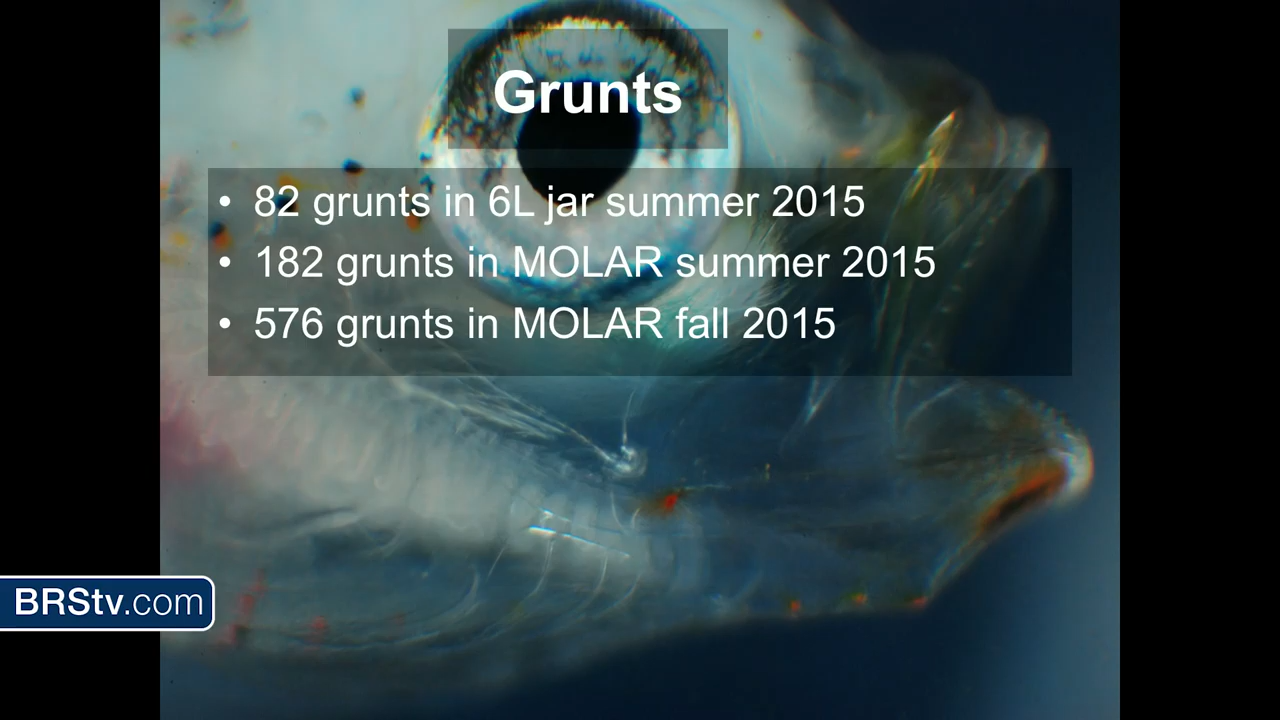 Grunts
• 82 grunts in 6L jar summer 2015
• 182 grunts in MOLAR summer 2015
• 576 grunts in MOLAR fall 2015
BRStv.com